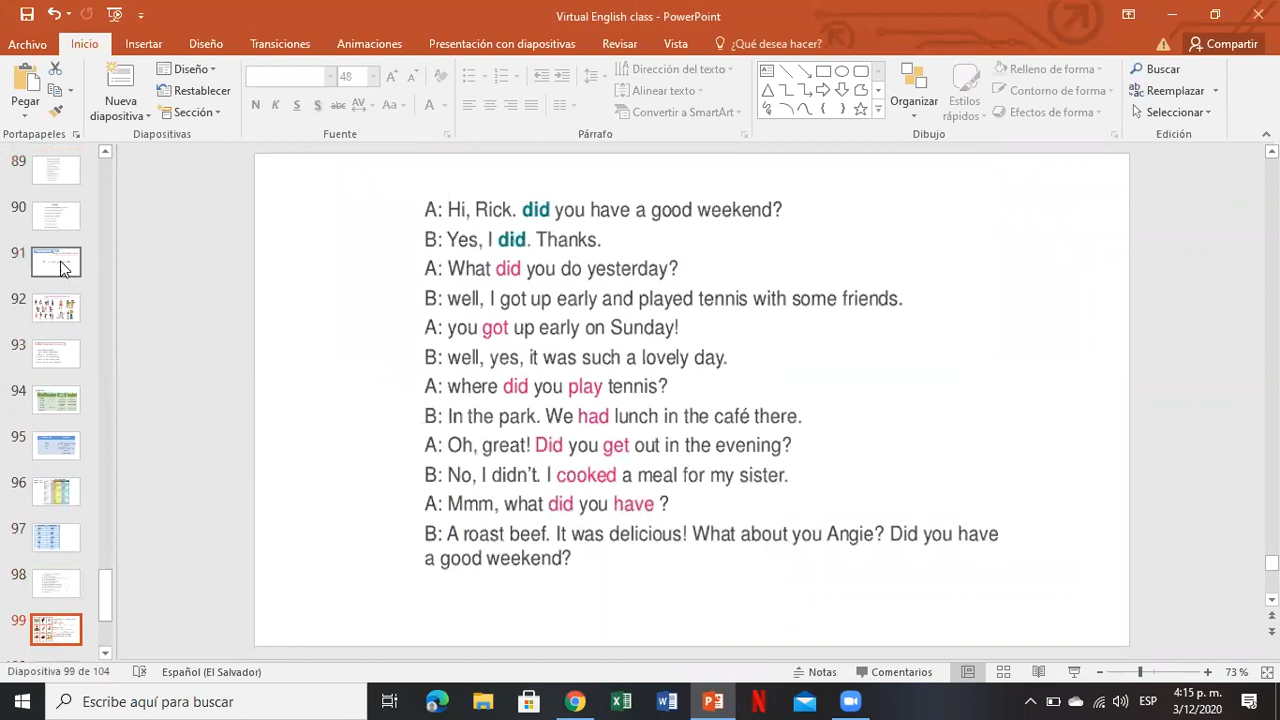 Virtual English class - PowerPoint
Archivo Inicio Insertar Diseño Transiciones Animaciones Presentación con diapositivas Revisar Vista ¿Qué desea hacer? Compartir
Pegar
Nueva diapositiva
Diseño
Restablecer
Sección
48
N K S S abc AV Aa A
Dirección del texto
Alinear texto
Convertir a SmartArt
Organizar
Estilos rápidos
Relleno de forma
Contorno de forma
Efectos de forma
Buscar
Reemplazar
Seleccionar
Portapapeles Diapositivas Fuente Párrafo Dibujo Edición
89
90
91
92
93
94
95
96
97
98
99
A: Hi, Rick. did you have a good weekend?
B: Yes, I did. Thanks.
A: What did you do yesterday?
B: well, I got up early and played tennis with some friends.
A: you got up early on Sunday!
B: well, yes, it was such a lovely day.
A: where did you play tennis?
B: In the park. We had lunch in the café there.
A: Oh, great! Did you get out in the evening?
B: No, I didn't. I cooked a meal for my sister.
A: Mmm, what did you have ?
B: A roast beef. It was delicious! What about you Angie? Did you have
a good weekend?
Diapositiva 99 de 104 Español (El Salvador) Notas Comentarios 73 %
Escribe aquí para buscar
ESP
4:15 p. m.
3/12/2020